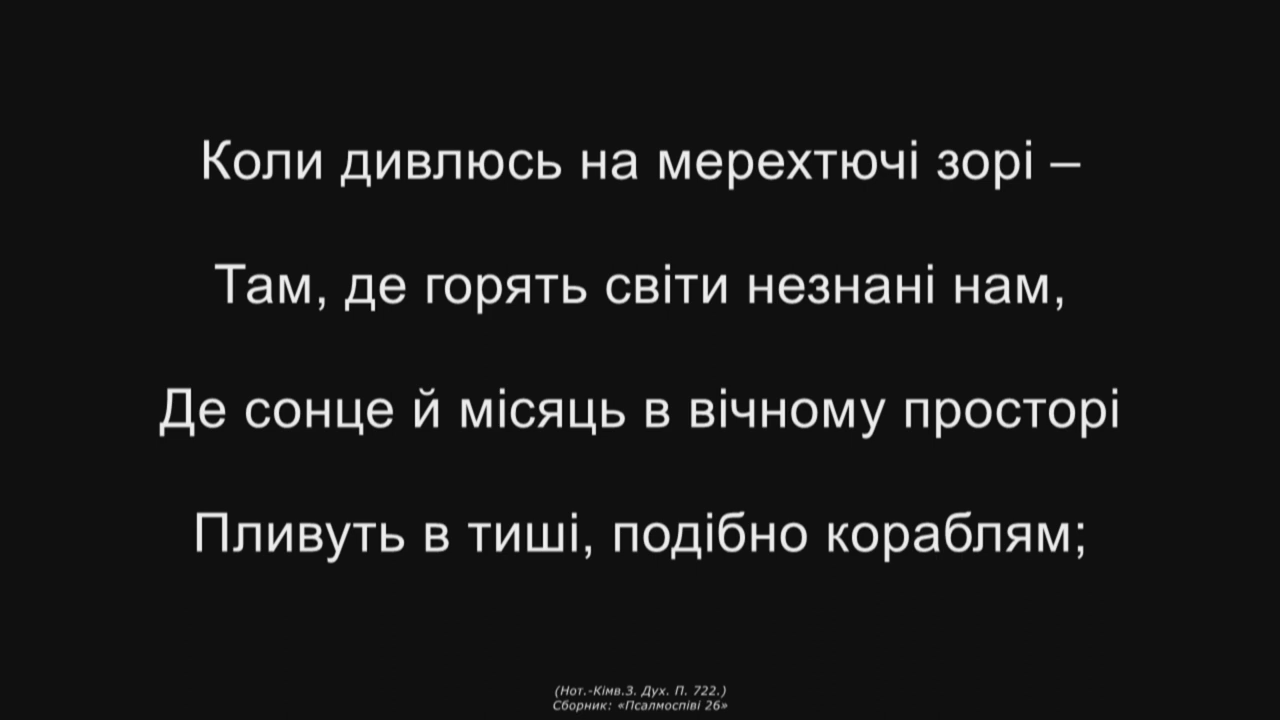 Коли дивлюсь на мерехтючі зорі –
Там, де горять світи незнані нам,
Де сонце й місяць в вічному просторі
Пливуть в тиші, подібно кораблям;
(Нот.-Кімв.3. Дух. П. 722.)
Сборник: «Псалмоспіві 26»